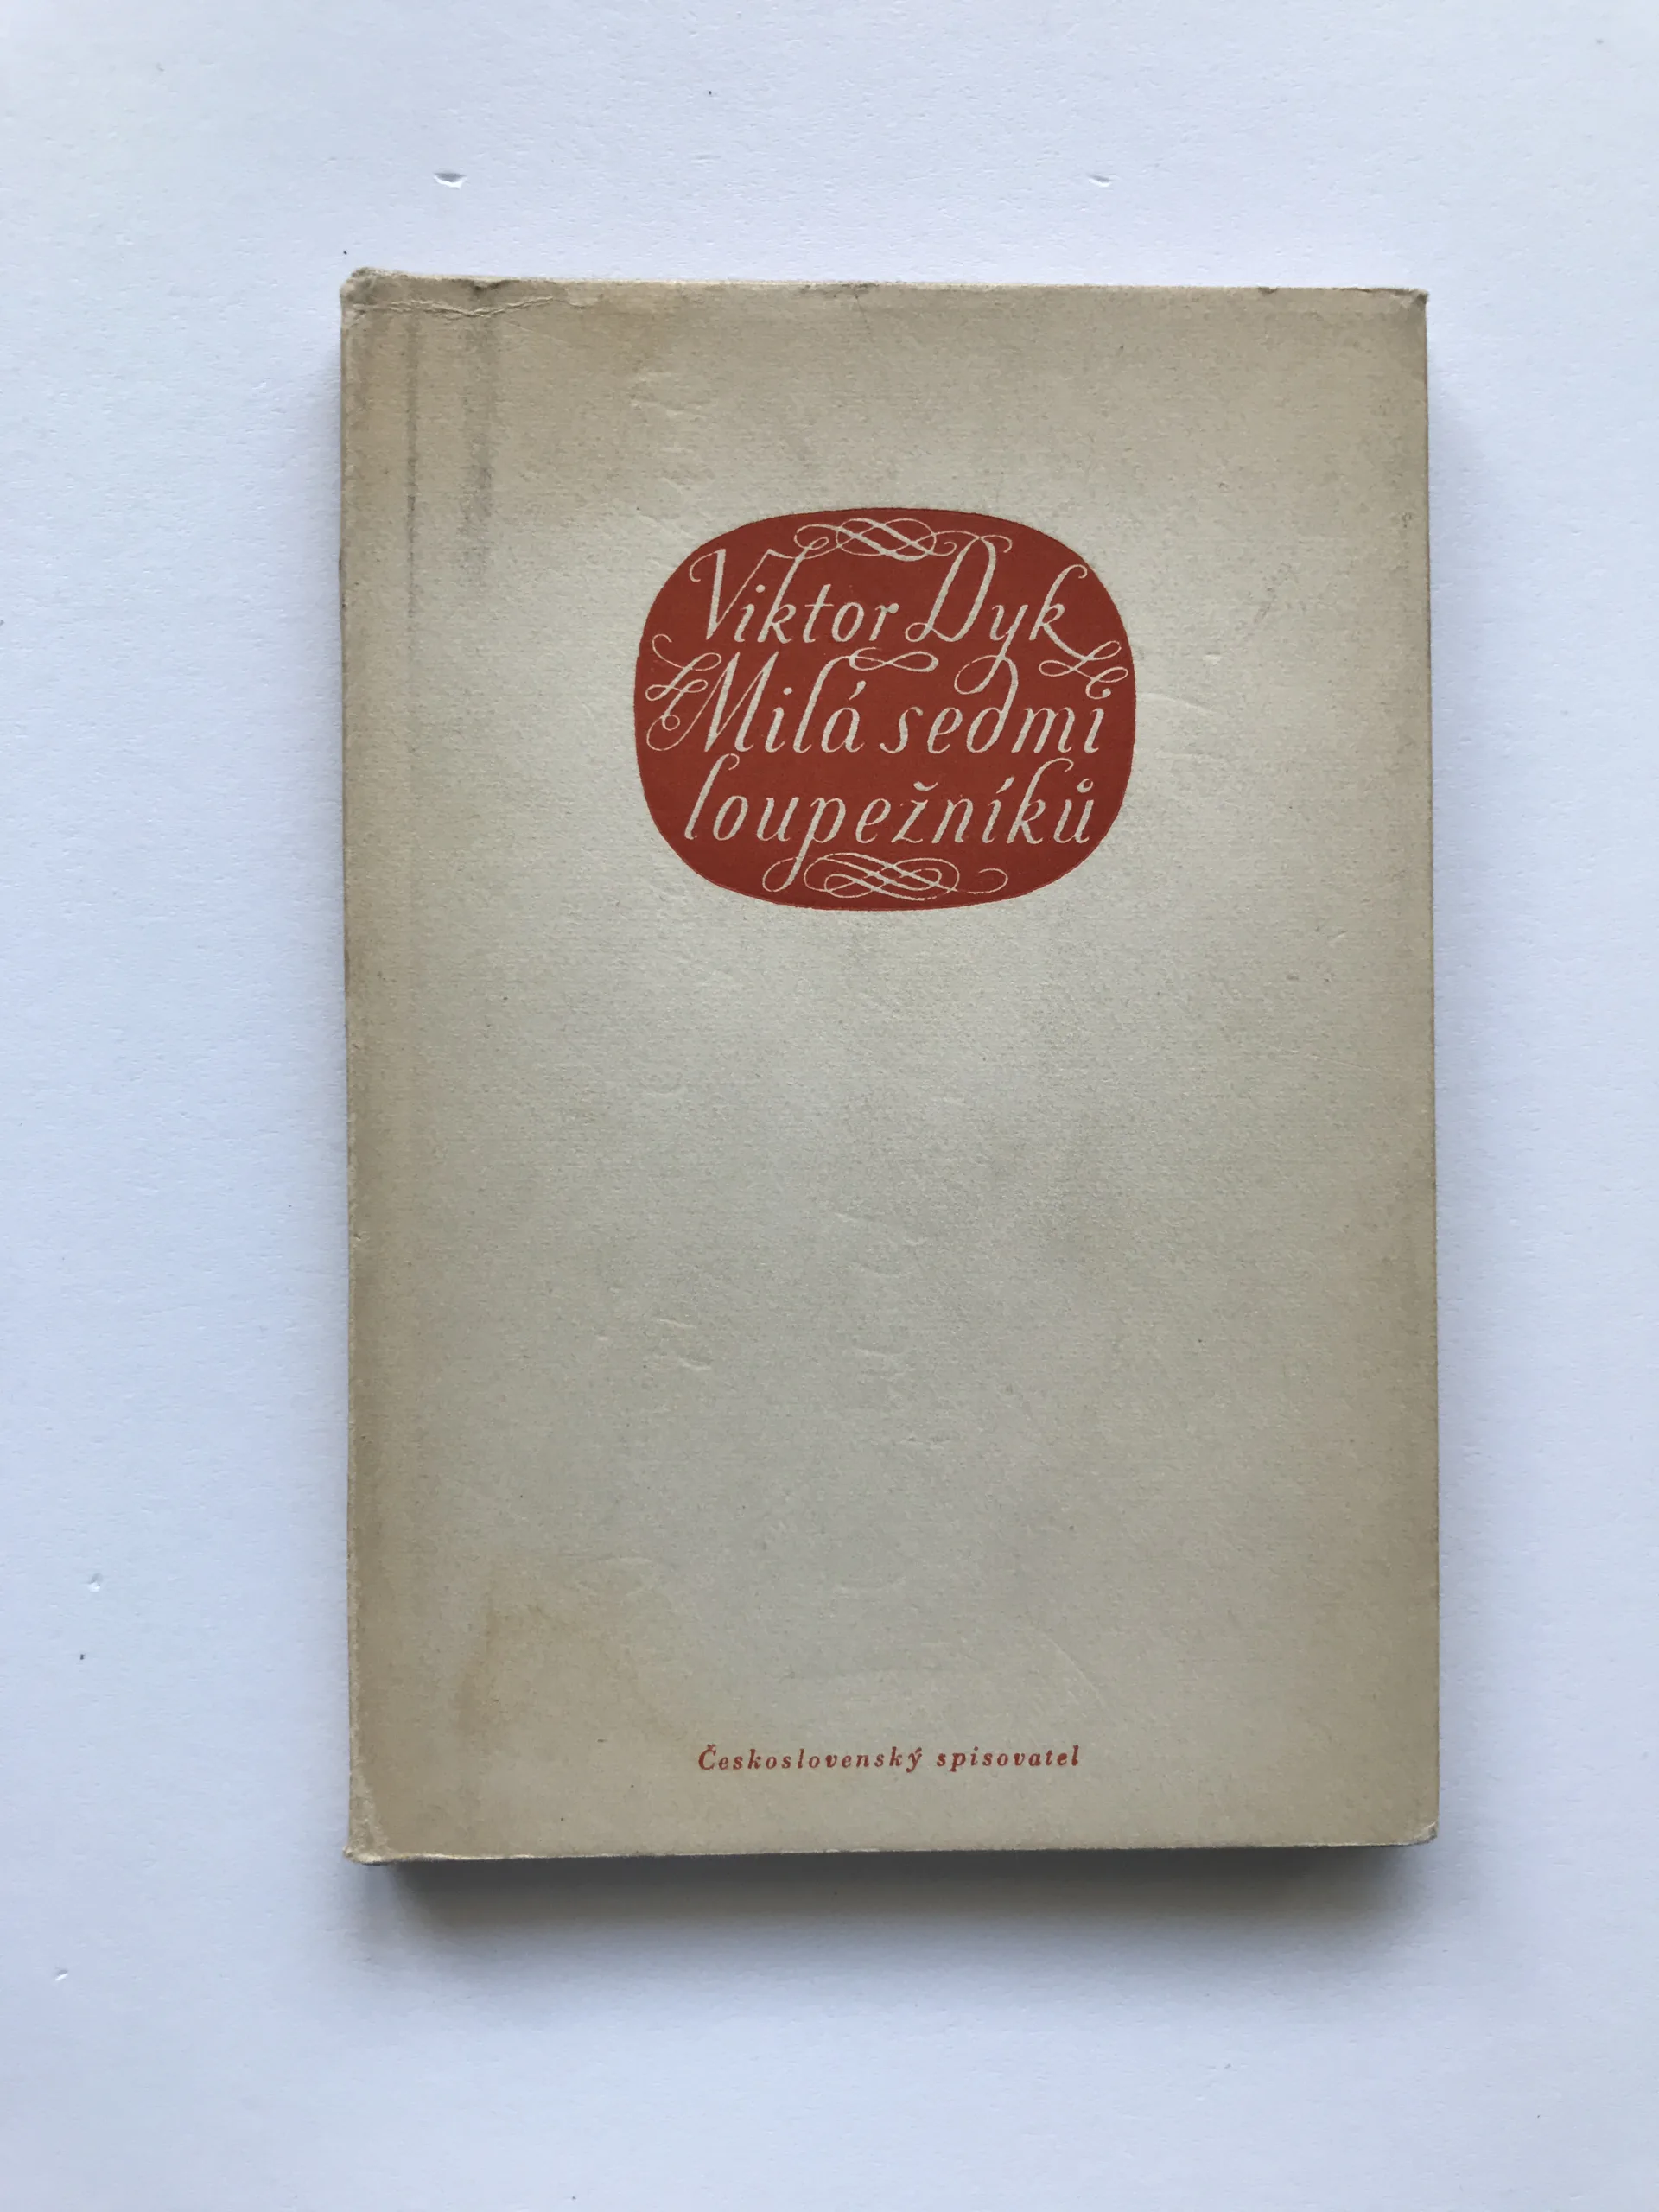 Viktor Dyk
Milá sedmi
loupežníků
Československý spisovatel